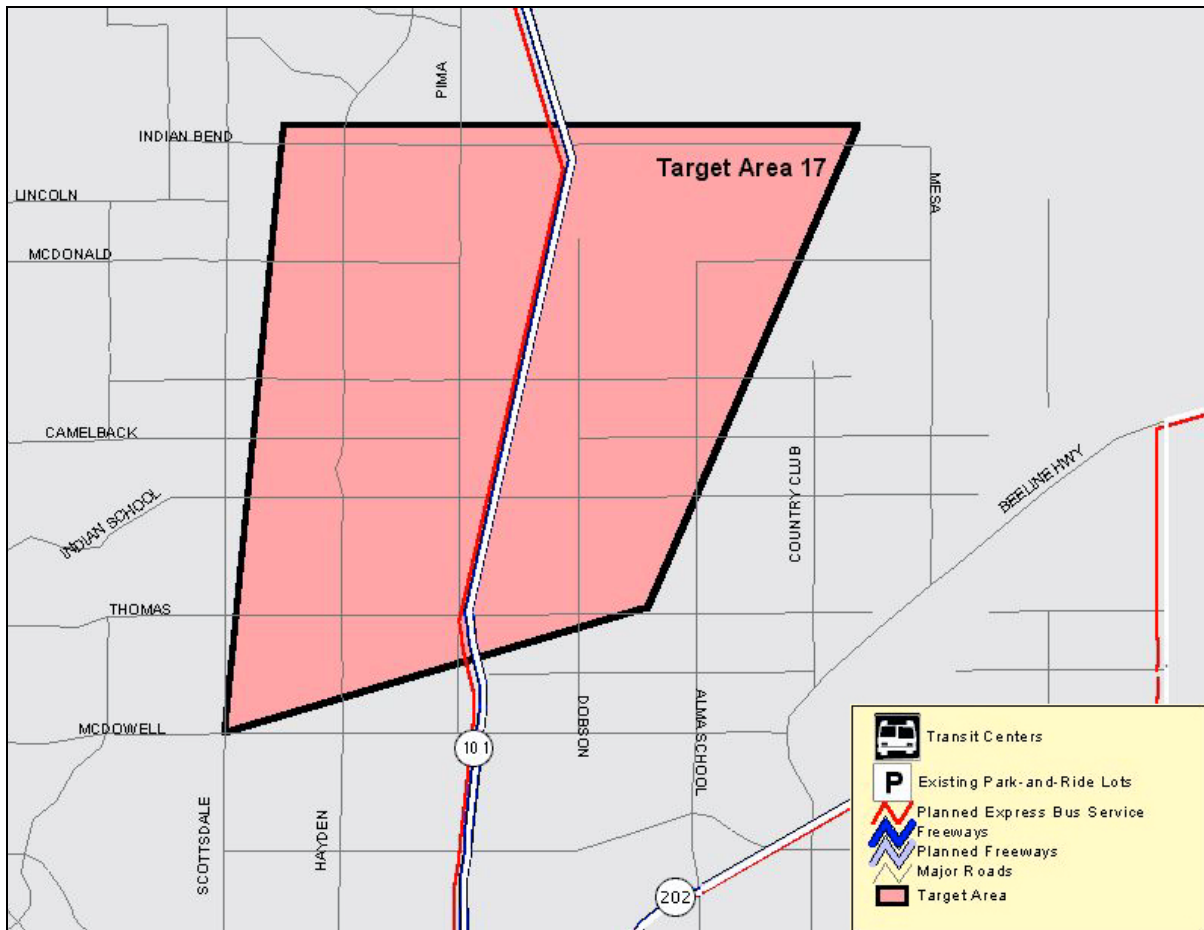 PIMA
INDIAN BEND
Target Area 17
MESA
LINCOLN
MCDONALD
CAMELBACK
COUNTRY CLUB
BEELINE HWY
INDIAN SCHOOL
THOMAS
MCDOWELL
DOBSON
ALMA SCHOOL
101
SCOTTSDALE
HAYDEN
202
Transit Centers
P
Existing Park-and-Ride Lots
Planned Express Bus Service
Freeways
Planned Freeways
Major Roads
Target Area